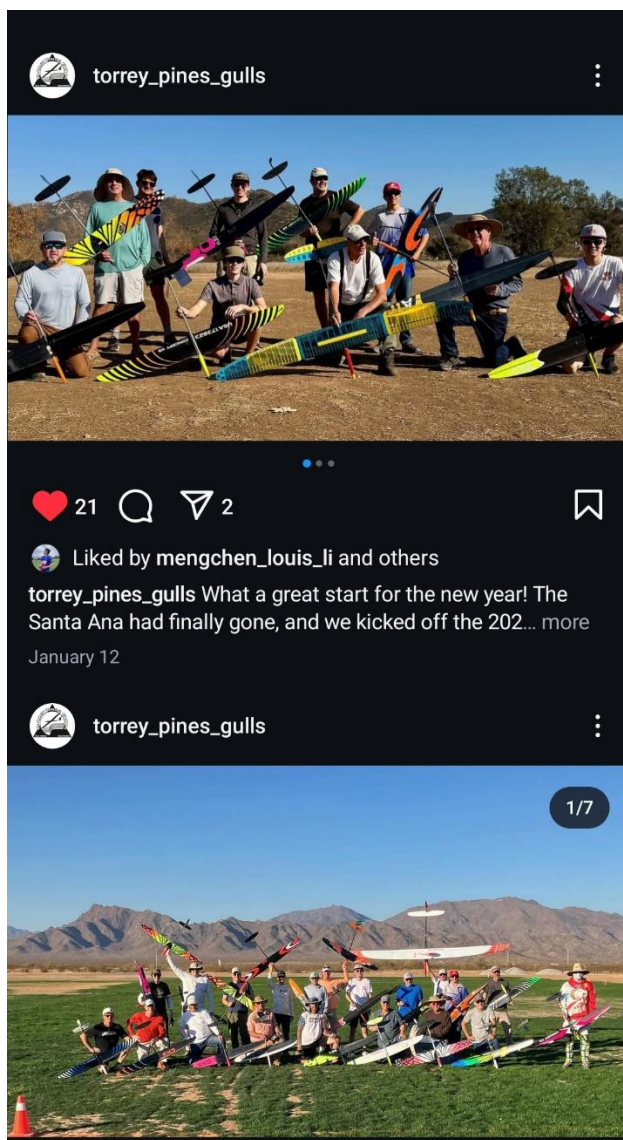 torrey_pines_gulls
21
2
Liked by mengchen_louis_li and others
torrey_pines_gulls What a great start for the new year! The
Santa Ana had finally gone, and we kicked off the 202... more
January 12
torrey_pines_gulls
1/7